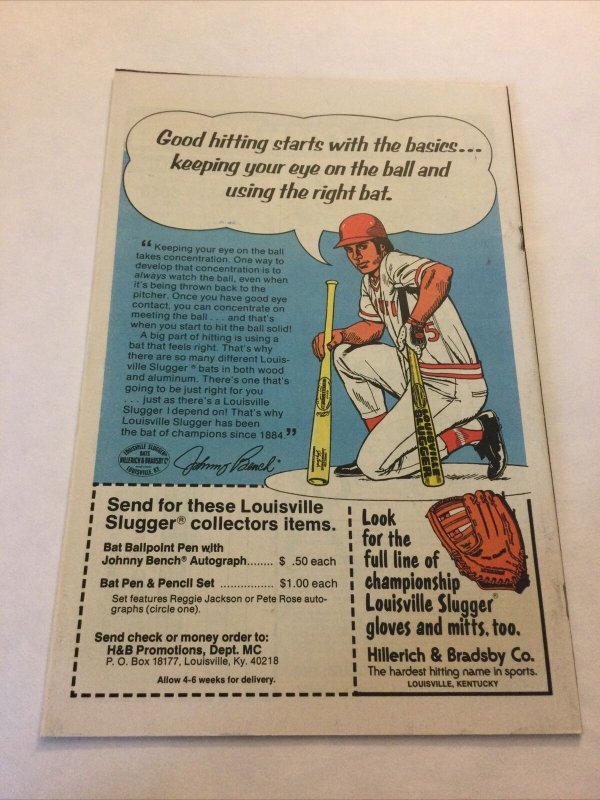 Good hitting starts with the basics...
keeping your eye on the ball and
using the right bat.
“ Keeping your eye on the ball
takes concentration. One way to
develop that concentration is to
always watch the ball, even when
it's being thrown back to the
pitcher. Once you have good eye
contact, you can concentrate on
meeting the ball . . . and that's
when you start to hit the ball solid!
A big part of hitting is using a
bat that feels right. That's why
there are so many different Louis-
ville Slugger ® bats in both wood
and aluminum. There's one that's
going to be just right for you
. . . just as there's a Louisville
Slugger I depend on! That's why
Louisville Slugger has been
the bat of champions since 1884.”
LOUISVILLE SLUGGER
BATS
HILLERICH & BRADSBY Co
LOUISVILLE, KY.
Johnny Bench
LOUISVILLE
SLUGGER
Send for these Louisville
Slugger® collectors items.
Bat Ballpoint Pen with
Johnny Bench® Autograph........ $ .50 each
Bat Pen & Pencil Set ............... $1.00 each
Set features Reggie Jackson or Pete Rose auto-
graphs (circle one).
Send check or money order to:
H&B Promotions, Dept. MC
P. O. Box 18177, Louisville, Ky. 40218
Allow 4-6 weeks for delivery.
Look
for the
full line of
championship
Louisville Slugger®
gloves and mitts, too.
Hillerich & Bradsby Co.
The hardest hitting name in sports.
LOUISVILLE, KENTUCKY